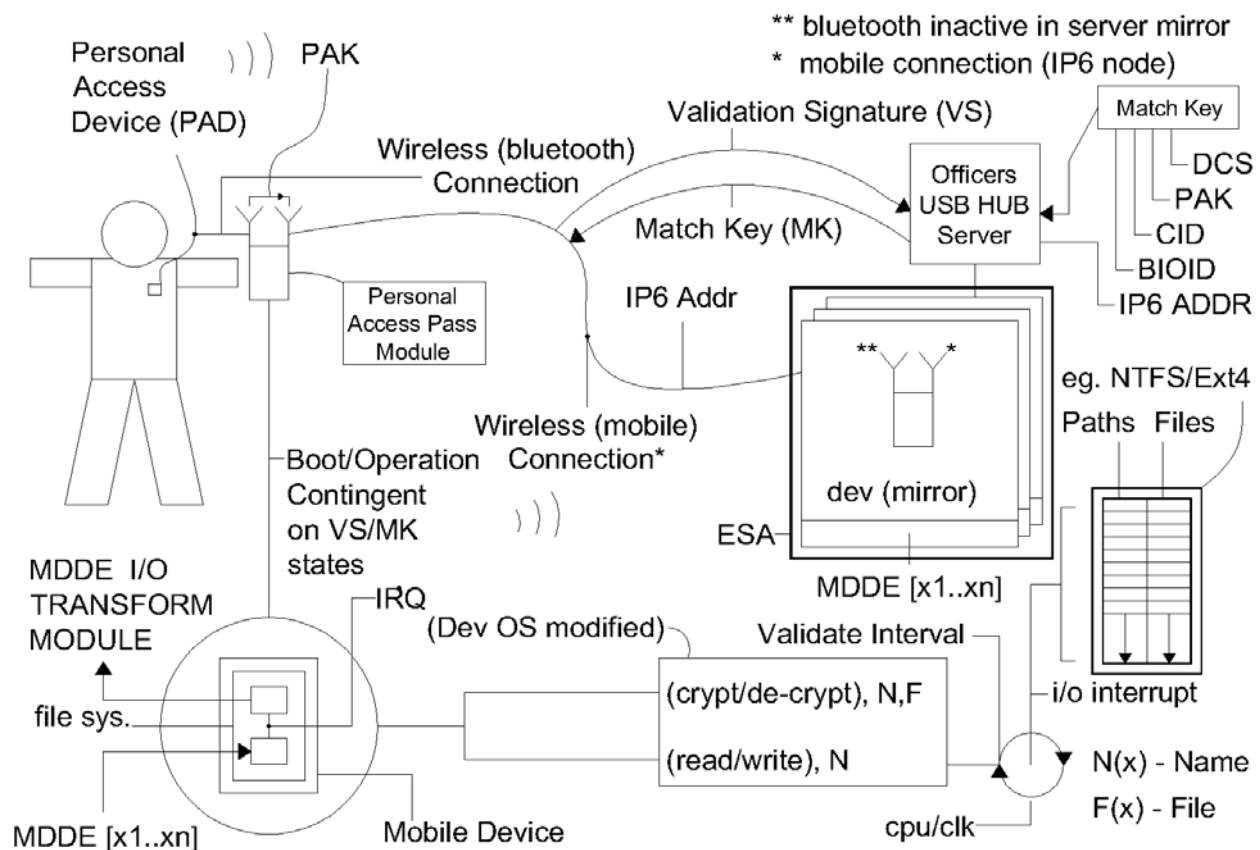 ** bluetooth inactive in server mirror
* mobile connection (IP6 node)
Personal
Access
Device (PAD)
PAK
Validation Signature (VS)
Match Key
Wireless (bluetooth)
Connection
DCS
PAK
CID
BIOID
IP6 ADDR
Officers
USB HUB
Server
Match Key (MK)
IP6 Addr
Personal
Access Pass
Module
** *
eg. NTFS/Ext4
Paths Files
Wireless (mobile)
Connection*
dev (mirror)
Boot/Operation
Contingent
on VS/MK
states
ESA
MDDE [x1..xn]
MDDE I/O
TRANSFORM
MODULE
IRQ
(Dev OS modified)
Validate Interval
(crypt/de-crypt), N,F
(read/write), N
i/o interrupt
file sys.
N(x) - Name
F(x) - File
MDDE [x1..xn]
Mobile Device
cpu/clk